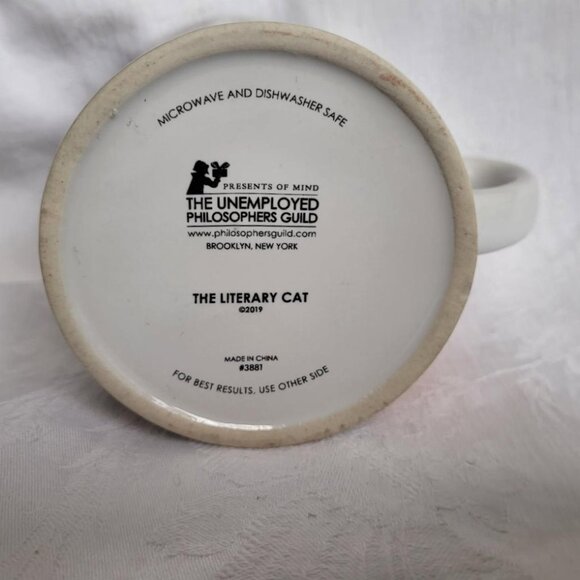 MICROWAVE AND DISHWASHER SAFE
PRESENTS OF MIND
THE UNEMPLOYED
PHILOSOPHERS GUILD
www.philosophersguild.com
BROOKLYN, NEW YORK
THE LITERARY CAT
©2019
MADE IN CHINA
#3881
FOR BEST RESULTS, USE OTHER SIDE